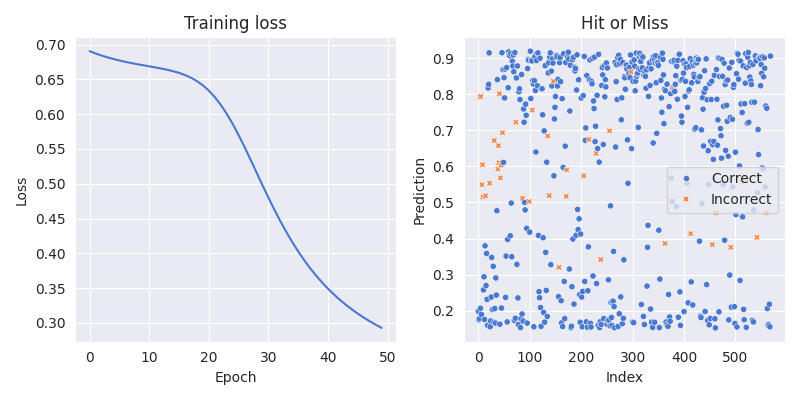 Training loss
0.70
0.65
0.60
0.55
0.50
0.45
0.40
0.35
0.30
Loss
0 10 20 30 40 50
Epoch
Hit or Miss
0.9
0.8
0.7
0.6
0.5
0.4
0.3
0.2
Prediction
Correct
Incorrect
0 100 200 300 400 500
Index